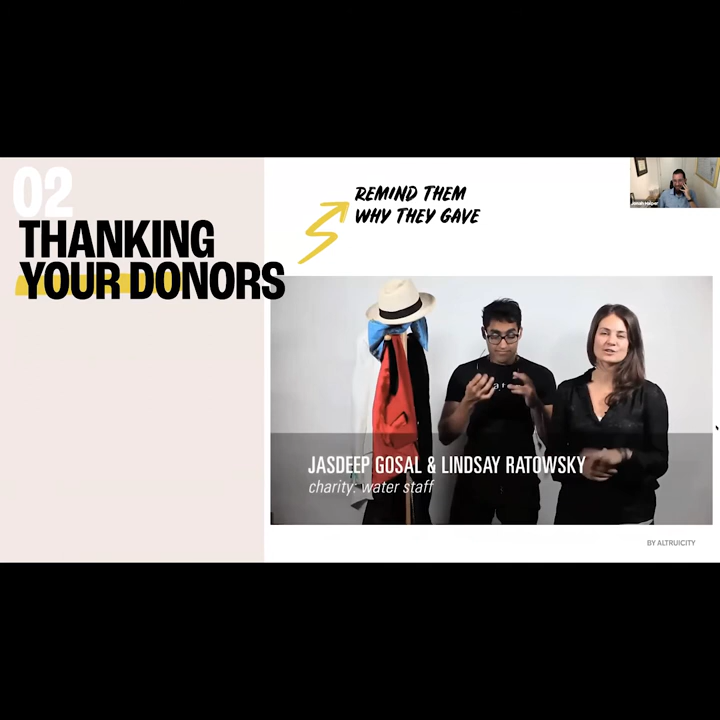 02
THANKING
YOUR DONORS
REMIND THEM
WHY THEY GAVE
JASDEEP GOSAL & LINDSAY RATOWSKY
charity: water staff
BY ALTRUICITY